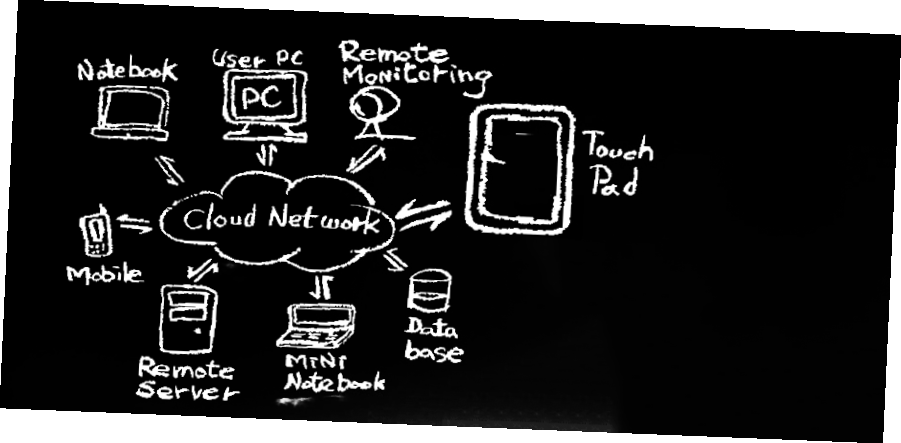 Notebook
User PC
Remote
Monitoring
PC
Touch
Pad
Cloud Network
Mobile
Data
base
Remote
Server
MiNi
Notebook